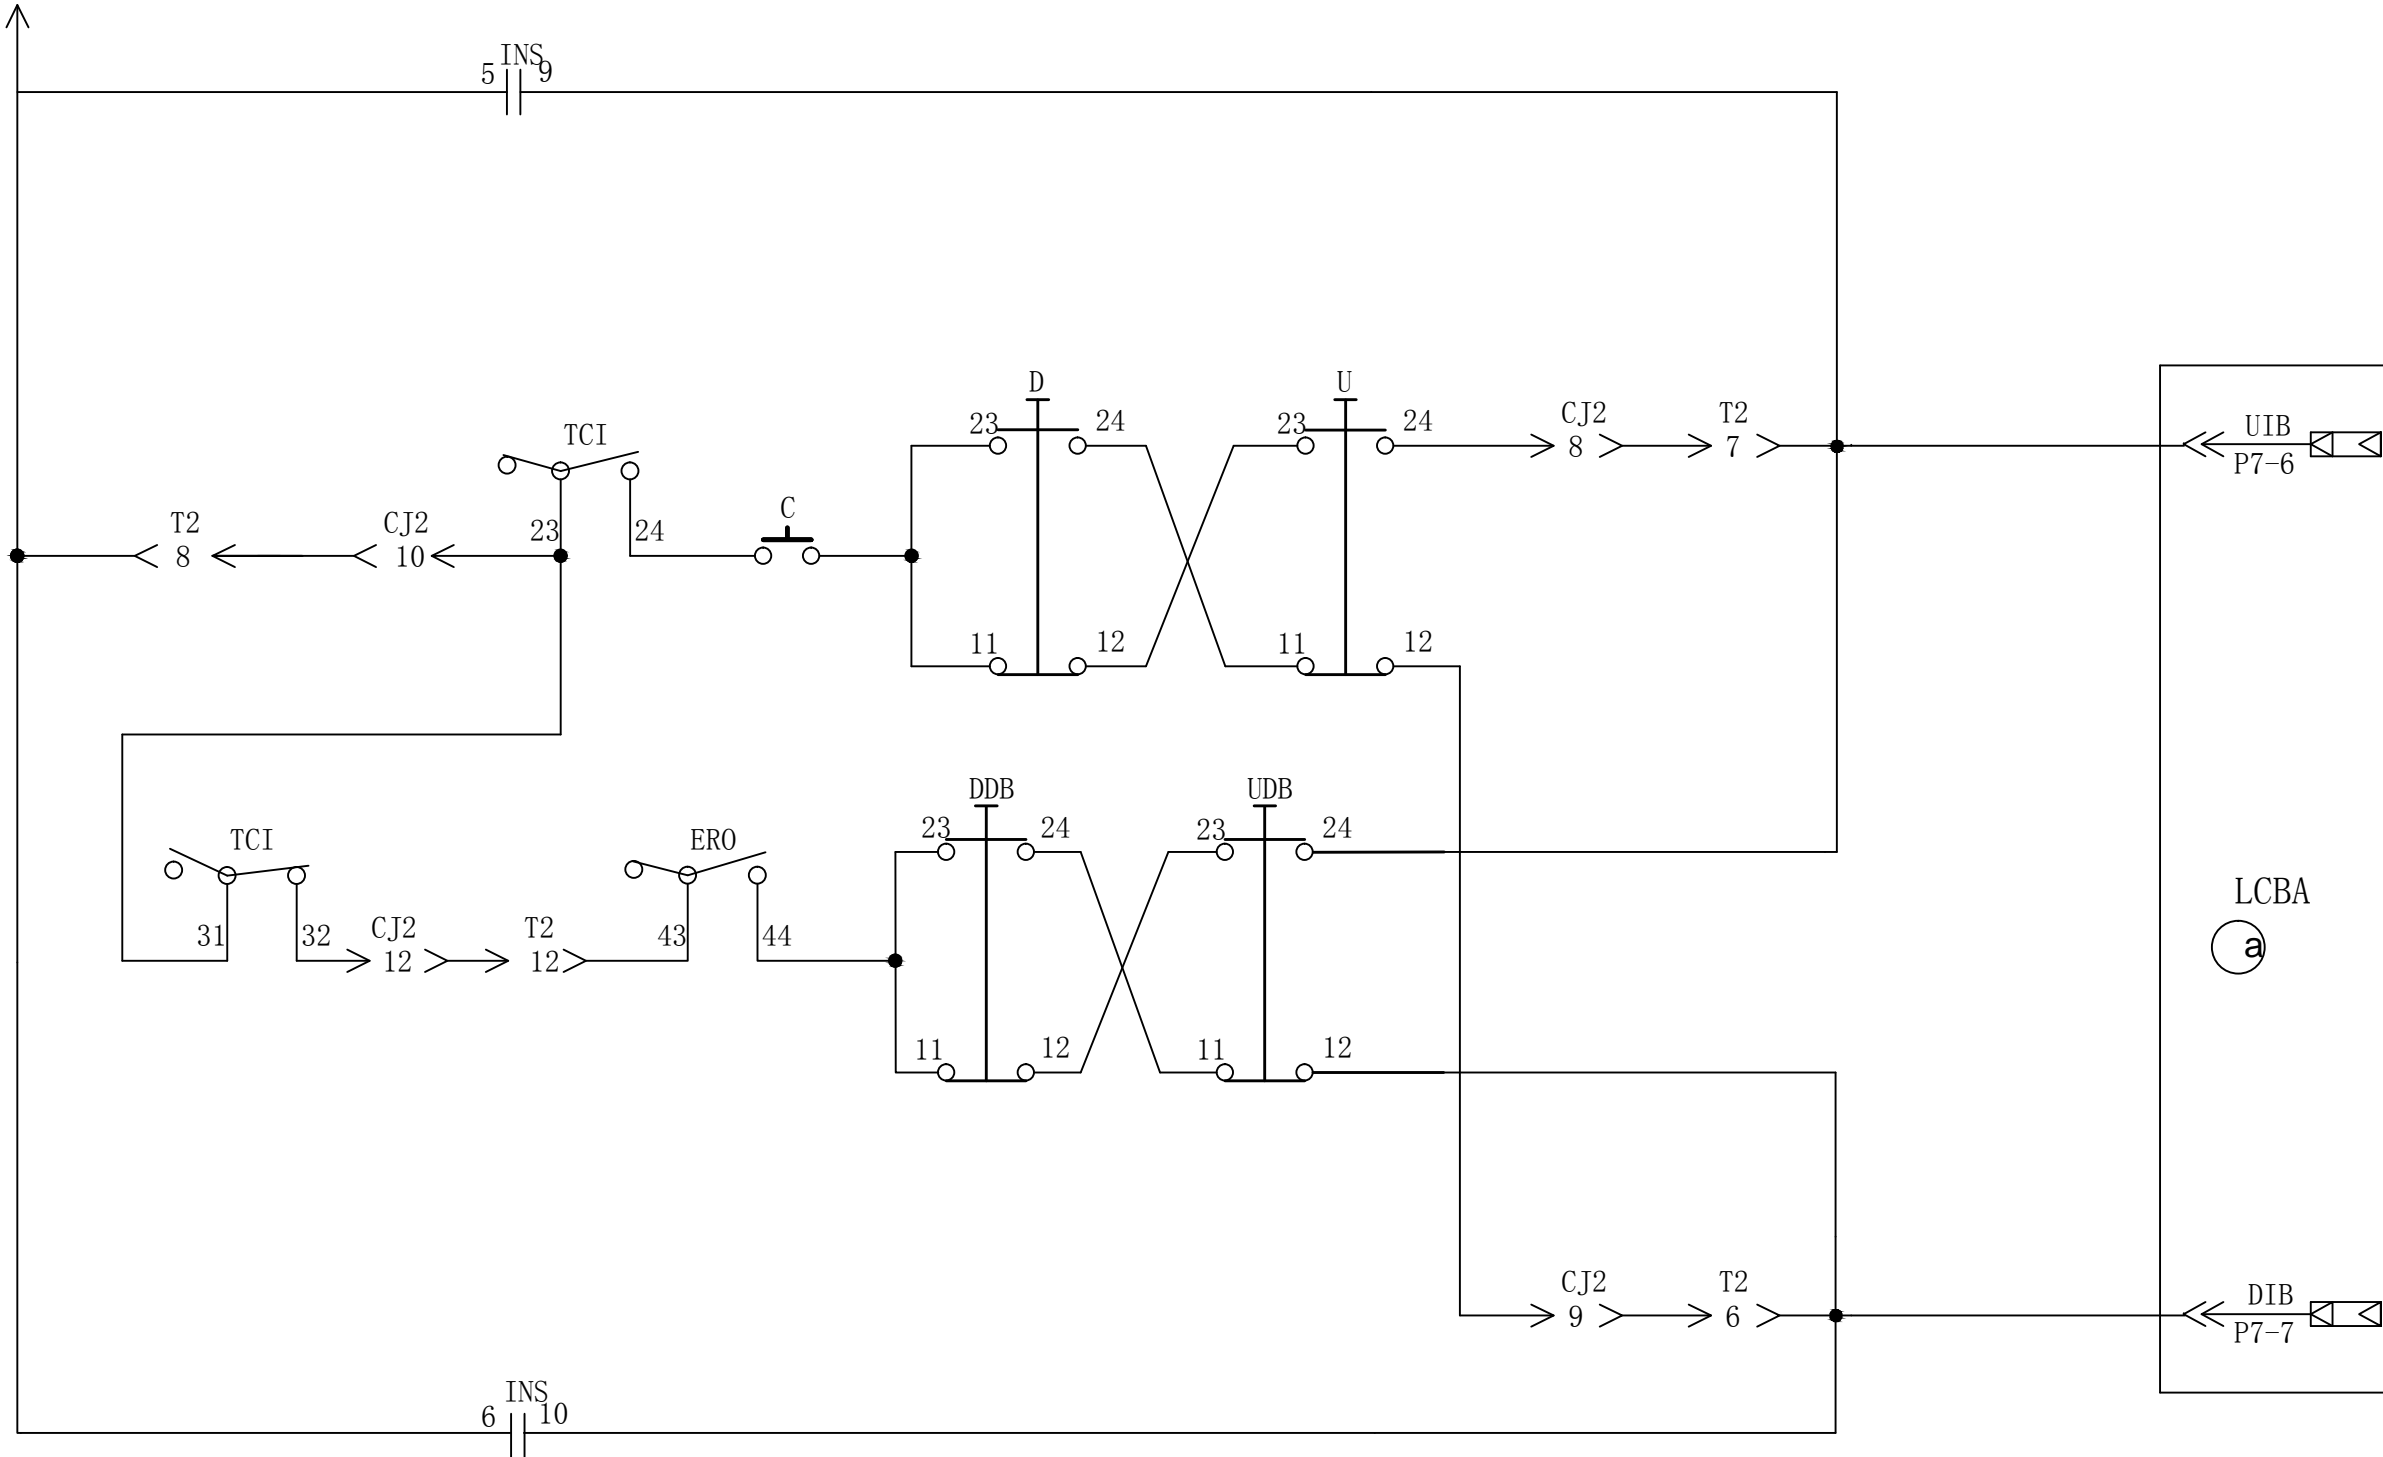 INS
5 9
D U
23 24 23 24
CJ2 T2
8 7
UIB
P7-6
TCI
23 24
C
T2 CJ2
8 10
11 12 11 12
DDB UDB
23 24 23 24
TCI ERO
31 32
CJ2 T2
12 12
43 44
LCBA
a
11 12 11 12
CJ2 T2
9 6
DIB
P7-7
INS
6 10